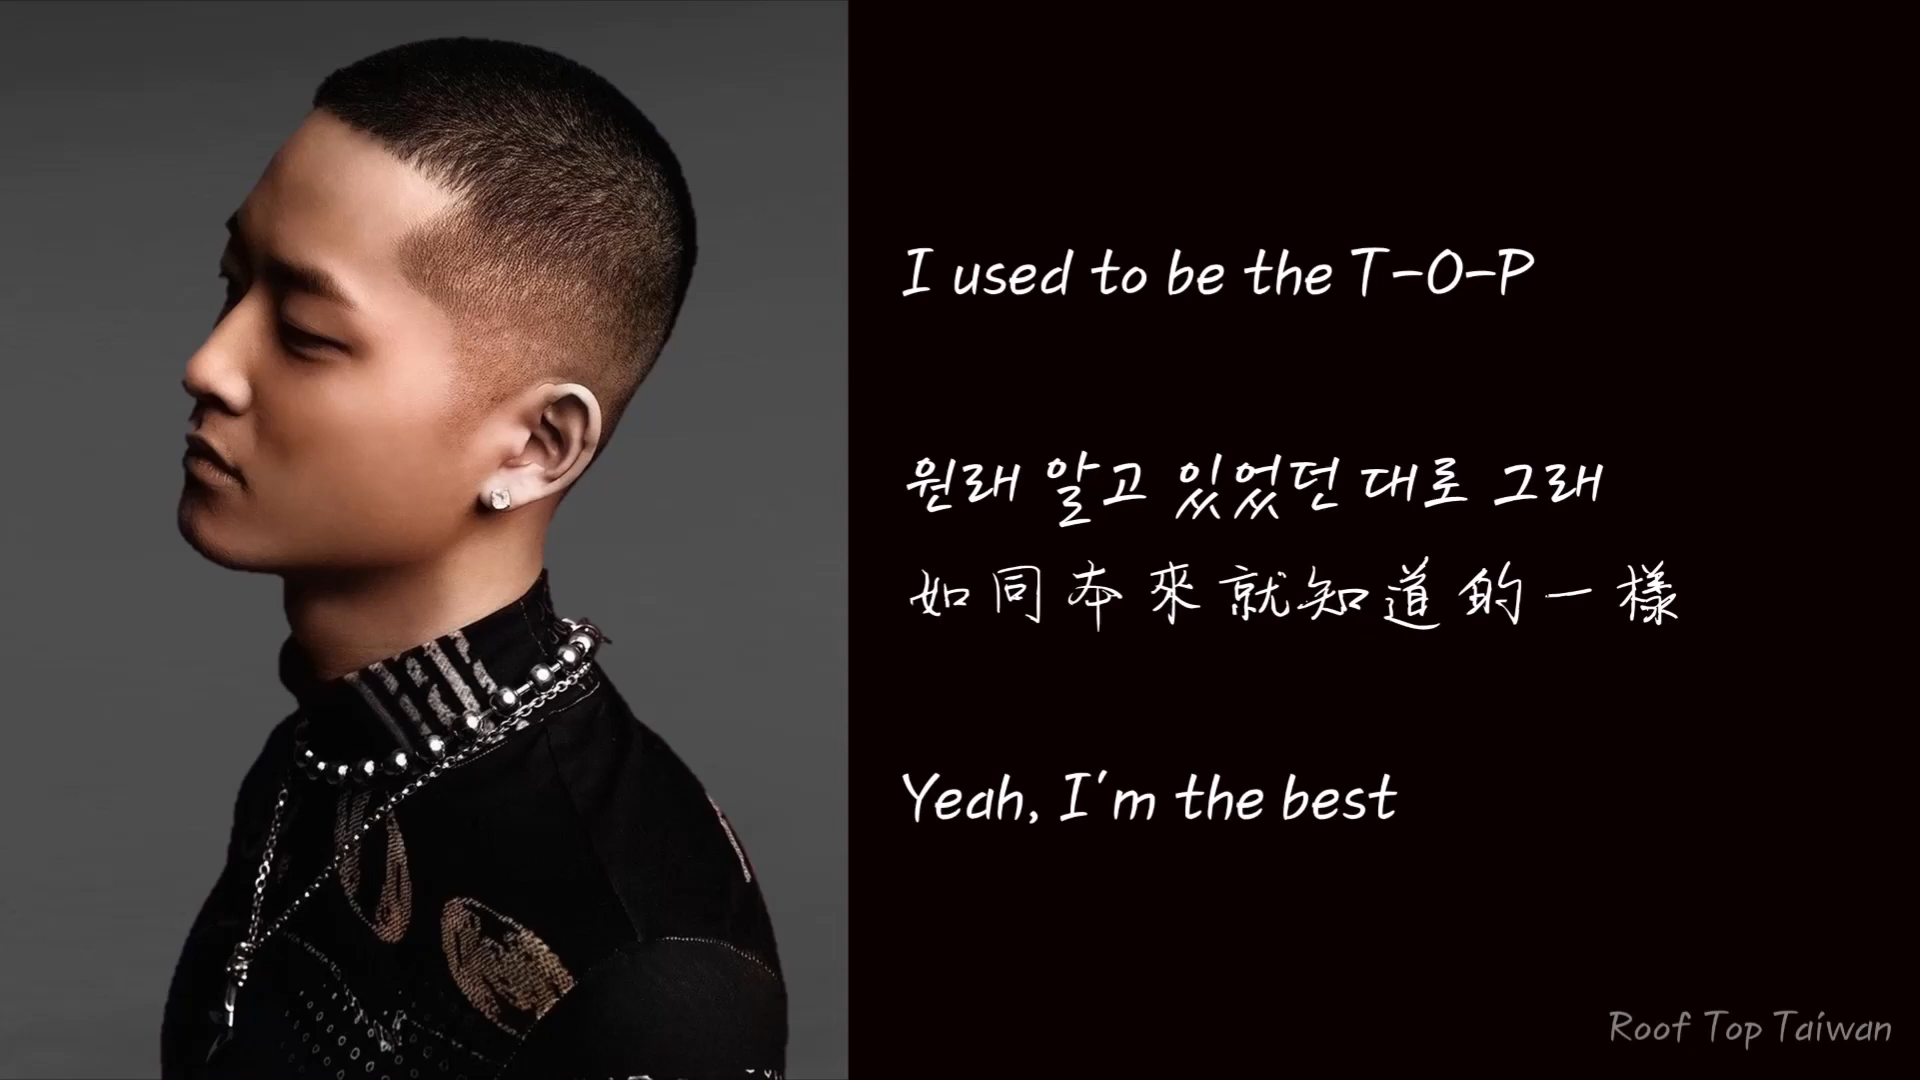 I used to be the T-O-P
원래 알고 있었던 대로 그래
如同本來就知道的一樣
Yeah, I'm the best
Roof Top Taiwan